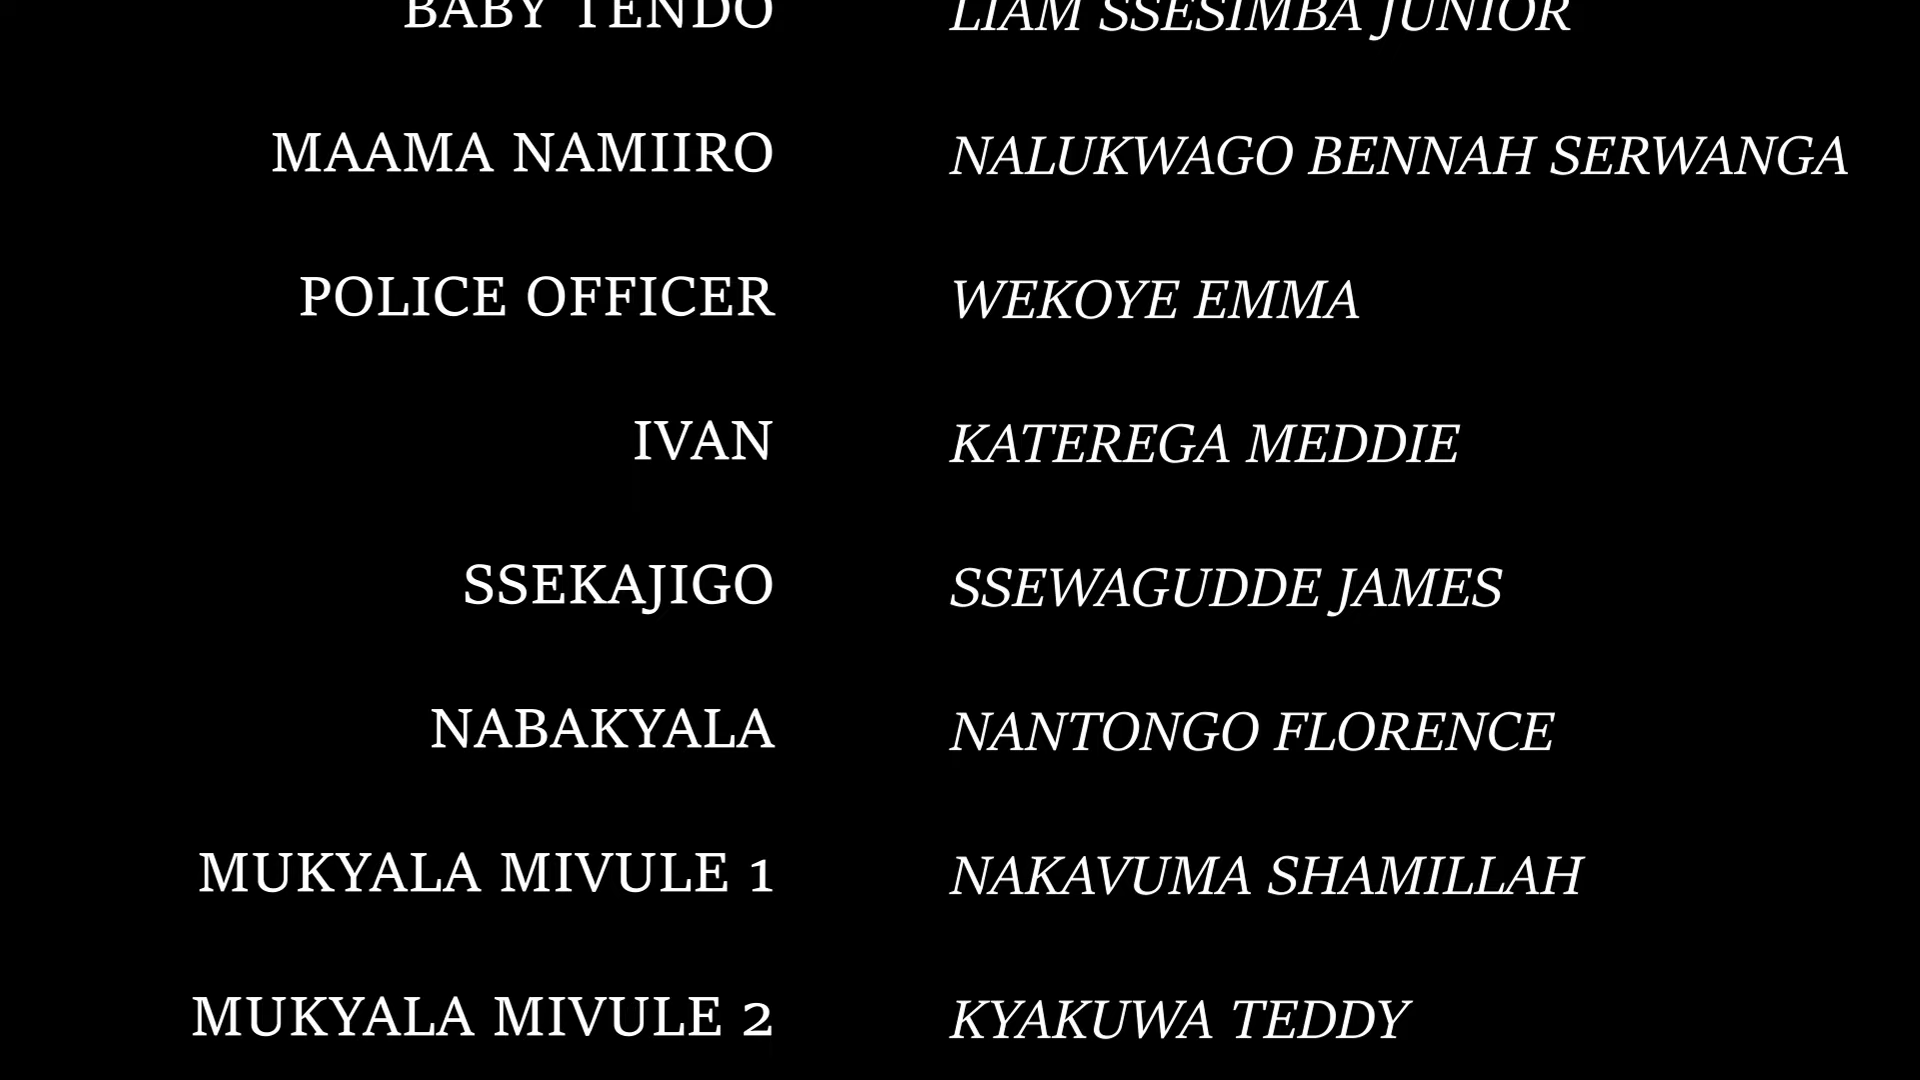 BABY TENDO LIAM SSESIMBA JUNIOR
MAAMA NAMIIRO NALUKWAGO BENNAH SERWANGA
POLICE OFFICER WEKOYE EMMA
IVAN KATEREGA MEDDIE
SSEKAJIGO SSEWAGUDDE JAMES
NABAKYALA NANTONGO FLORENCE
MUKYALA MIVULE 1 NAKAVUMA SHAMILLAH
MUKYALA MIVULE 2 KYAKUWA TEDDY